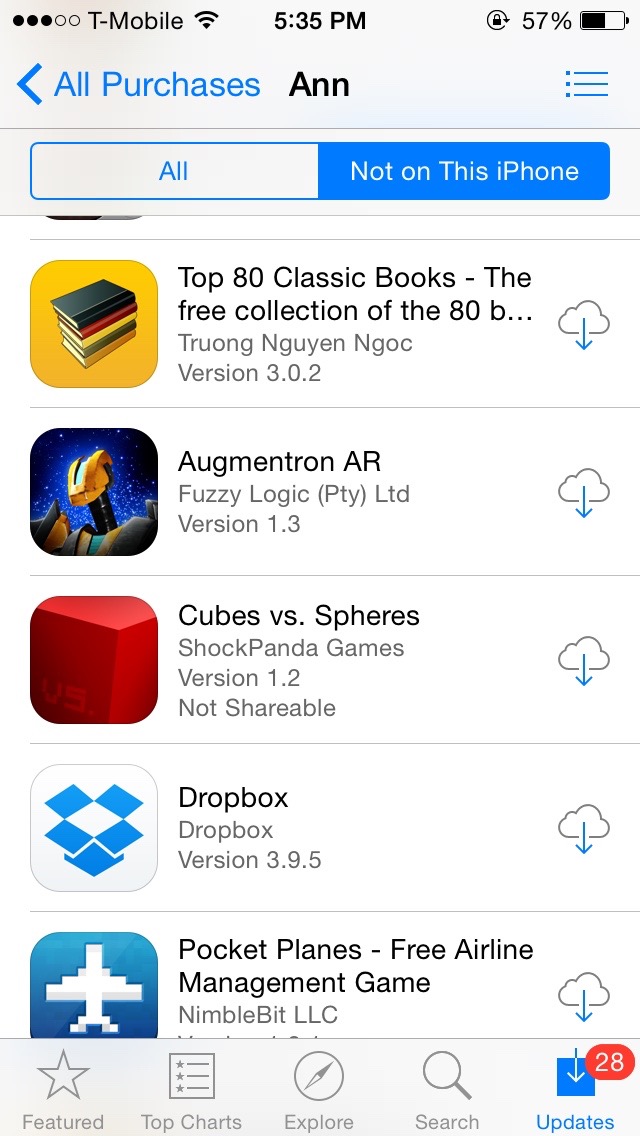 T-Mobile 5:35 PM 57%
All Purchases Ann
All Not on This iPhone
Top 80 Classic Books - The
free collection of the 80 b...
Truong Nguyen Ngoc
Version 3.0.2
Augmentron AR
Fuzzy Logic (Pty) Ltd
Version 1.3
vs.
Cubes vs. Spheres
ShockPanda Games
Version 1.2
Not Shareable
Dropbox
Dropbox
Version 3.9.5
Pocket Planes - Free Airline
Management Game
NimbleBit LLC
28
Featured Top Charts Explore Search Updates